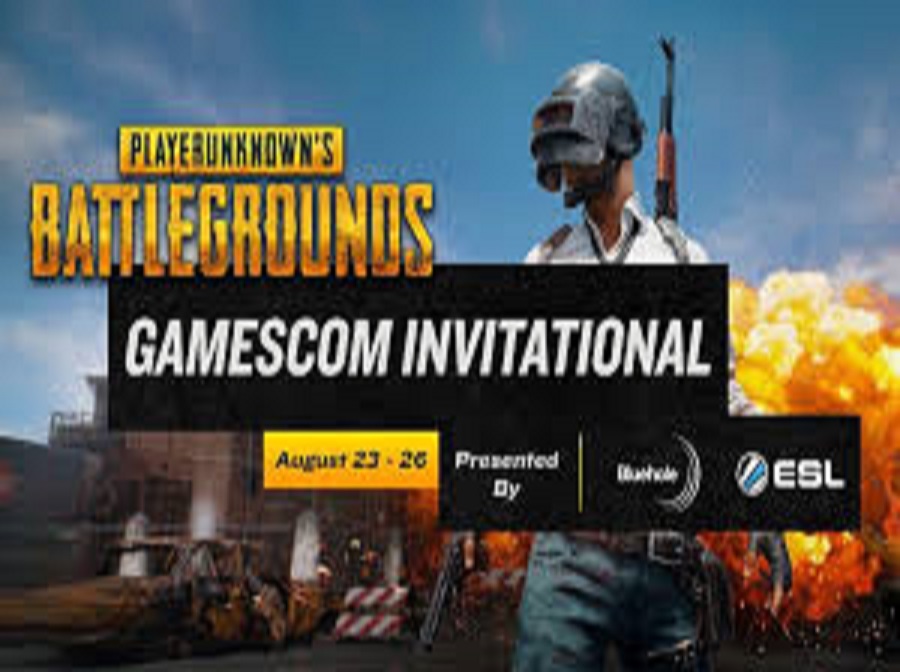 PLAYERUNKNOWN'S
BATTLEGROUNDS
GAMESCOM INVITATIONAL
August 23 - 26
Presented
By
Bluehole
ESL